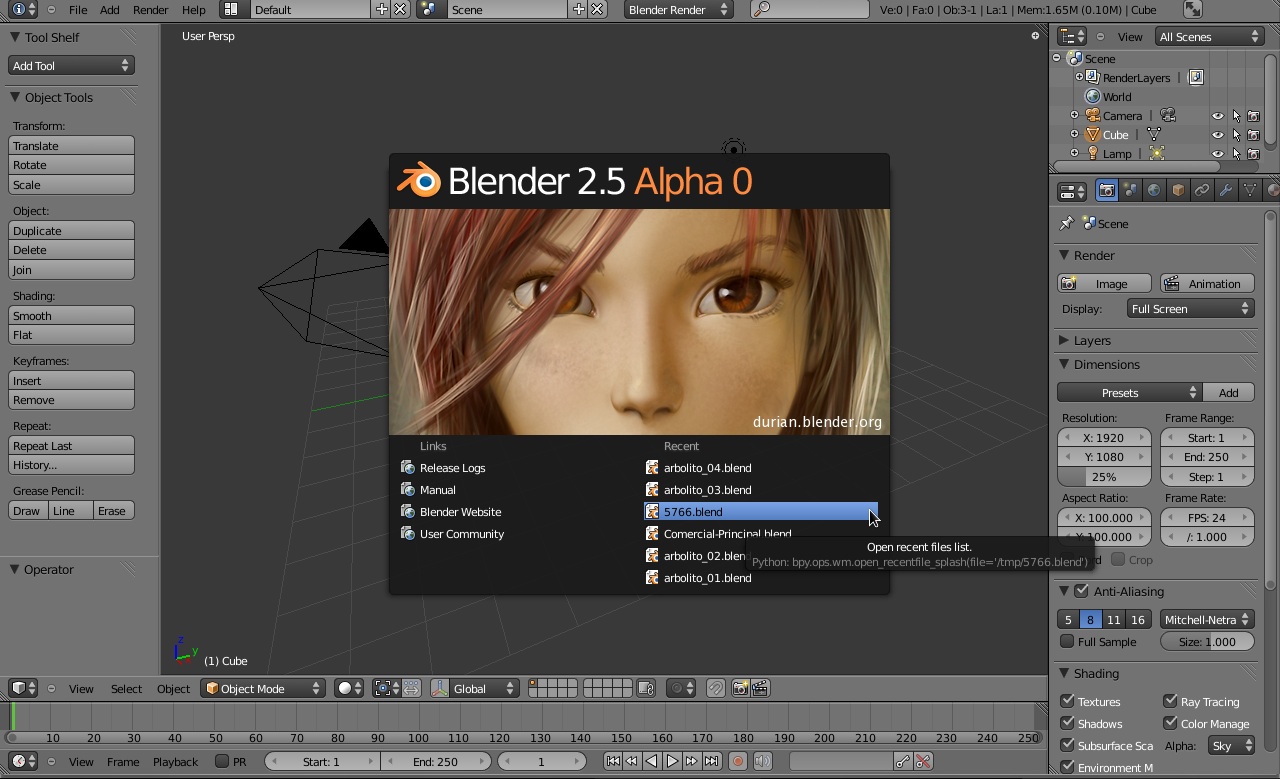 File Add Render Help Default Scene Blender Render Ve:0 | Fa:0 | Ob:3-1 | La:1 | Mem:1.65M (0.10M) | Cube
Tool Shelf
Add Tool
Object Tools
Transform:
Translate
Rotate
Scale
Object:
Duplicate
Delete
Join
Shading:
Smooth
Flat
Keyframes:
Insert
Remove
Repeat:
Repeat Last
History...
Grease Pencil:
Draw Line Erase
Operator
User Persp
Blender 2.5 Alpha 0
durian.blender.org
Links
Release Logs
Manual
Blender Website
User Community
Recent
arbolito_04.blend
arbolito_03.blend
5766.blend
Comercial-Principal.blend
arbolito_02.blend
arbolito_01.blend
Open recent files list.
Python: bpy.ops.wm.open_recentfile_splash(file='/tmp/5766.blend')
z
y
(1) Cube
View Select Object Object Mode Global
10 20 30 40 50 60 70 80 90 100 110 120 130 140 150 160 170 180 190 200 210 220 230 240 250
View Frame Playback PR Start: 1 End: 250 1
View All Scenes
Scene
RenderLayers |
World
Camera |
Cube |
Lamp |
Scene
Render
Image Animation
Display: Full Screen
Layers
Dimensions
Presets Add
Resolution: Frame Range:
X: 1920 Start: 1
Y: 1080 End: 250
25% Step: 1
Aspect Ratio: Frame Rate:
X: 100.000 FPS: 24
Y: 100.000 /: 1.000
Crop
Anti-Aliasing
5 8 11 16 Mitchell-Netra
Full Sample Size: 1.000
Shading
Textures Ray Tracing
Shadows Color Manage
Subsurface Sca Alpha: Sky
Environment M